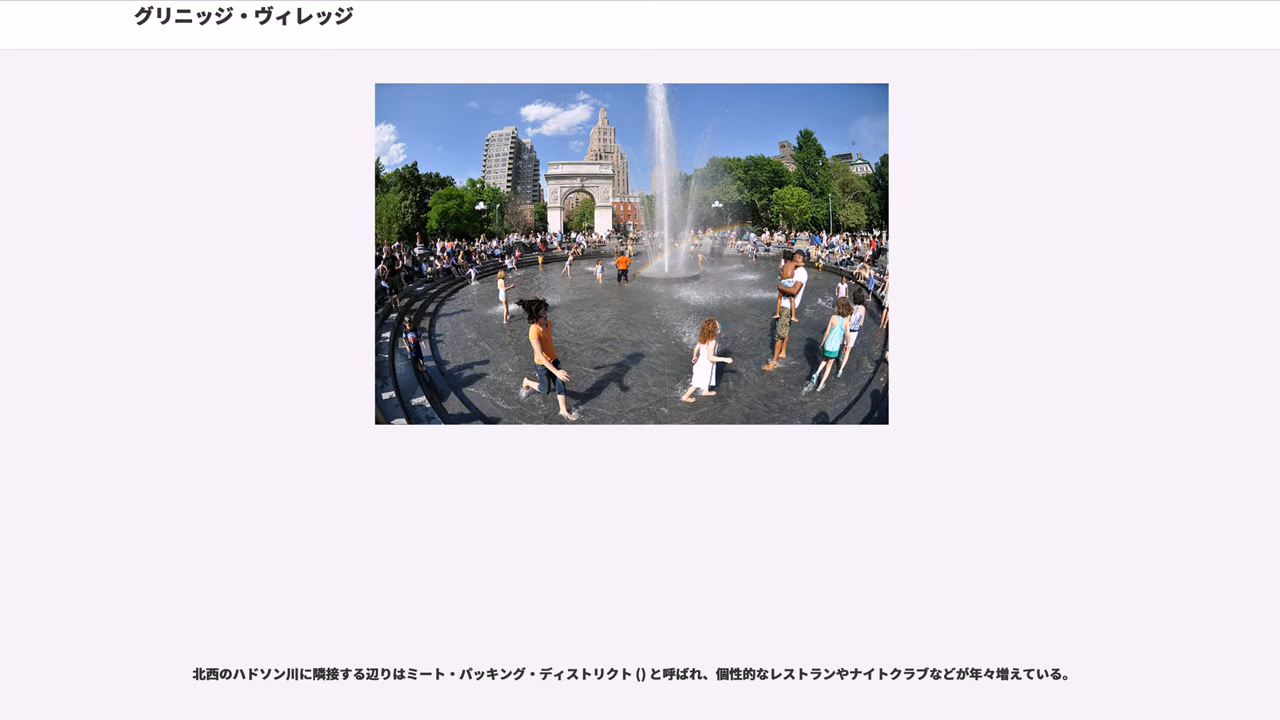 グリニッジ・ヴィレッジ
北西のハドソン川に隣接する辺りはミート・パッキング・ディストリクト () と呼ばれ、個性的なレストランやナイトクラブなどが年々増えている。